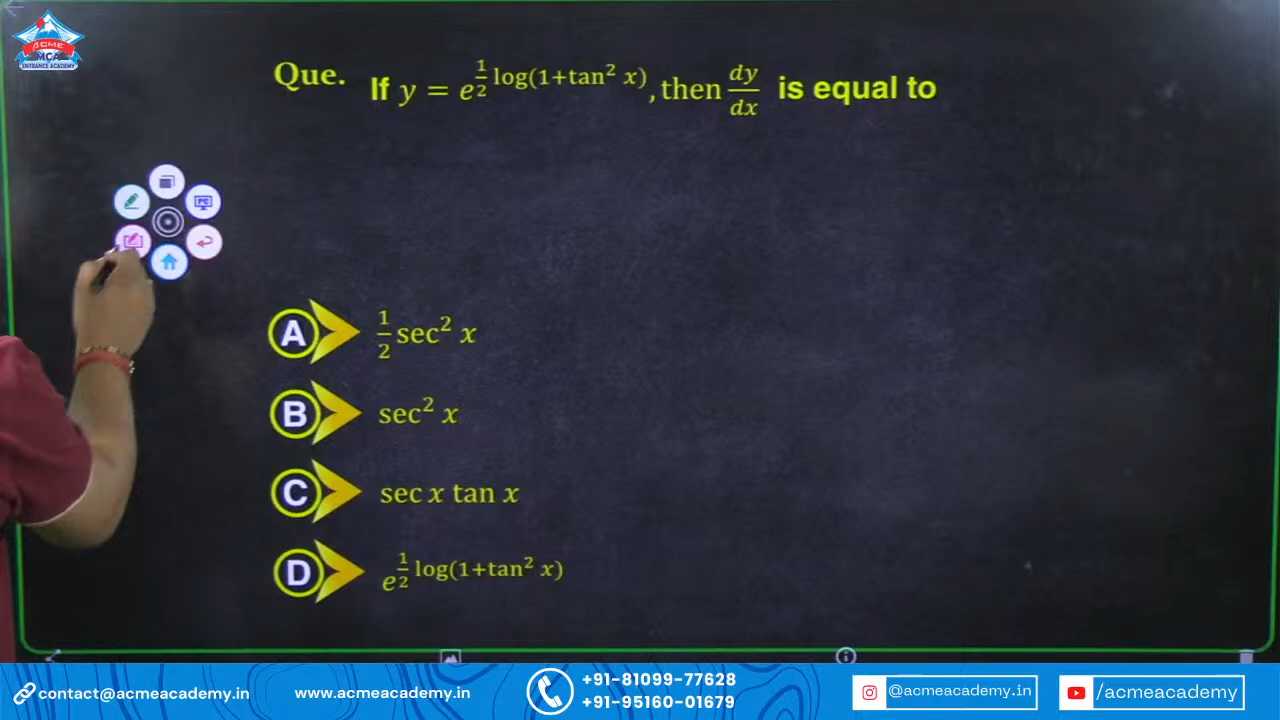 ACME
MCA
ENTRANCE ACADEMY
Que. If y = e^{1/2 log(1+tan² x)}, then dy/dx is equal to
PC
A 1/2 sec² x
B sec² x
C sec x tan x
D e^{1/2 log(1+tan² x)}
contact@acmeacademy.in www.acmeacademy.in +91-81099-77628
+91-95160-01679
@acmeacademy.in /acmeacademy